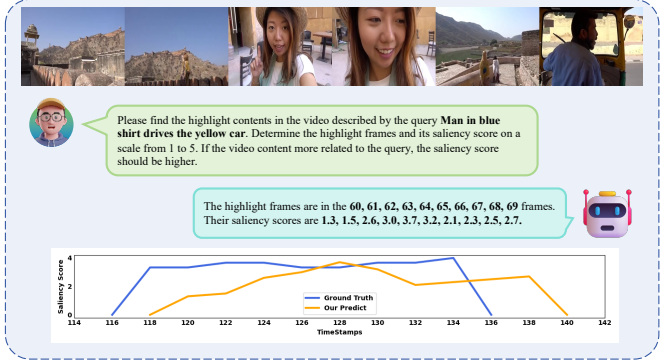 Please find the highlight contents in the video described by the query Man in blue
shirt drives the yellow car. Determine the highlight frames and its saliency score on a
scale from 1 to 5. If the video content more related to the query, the saliency score
should be higher.
The highlight frames are in the 60, 61, 62, 63, 64, 65, 66, 67, 68, 69 frames.
Their saliency scores are 1.3, 1.5, 2.6, 3.0, 3.7, 3.2, 2.1, 2.3, 2.5, 2.7.
Saliency Score
4
2
0
Ground Truth
Our Predict
114 116 118 120 122 124 126 128 130 132 134 136 138 140 142
TimeStamps